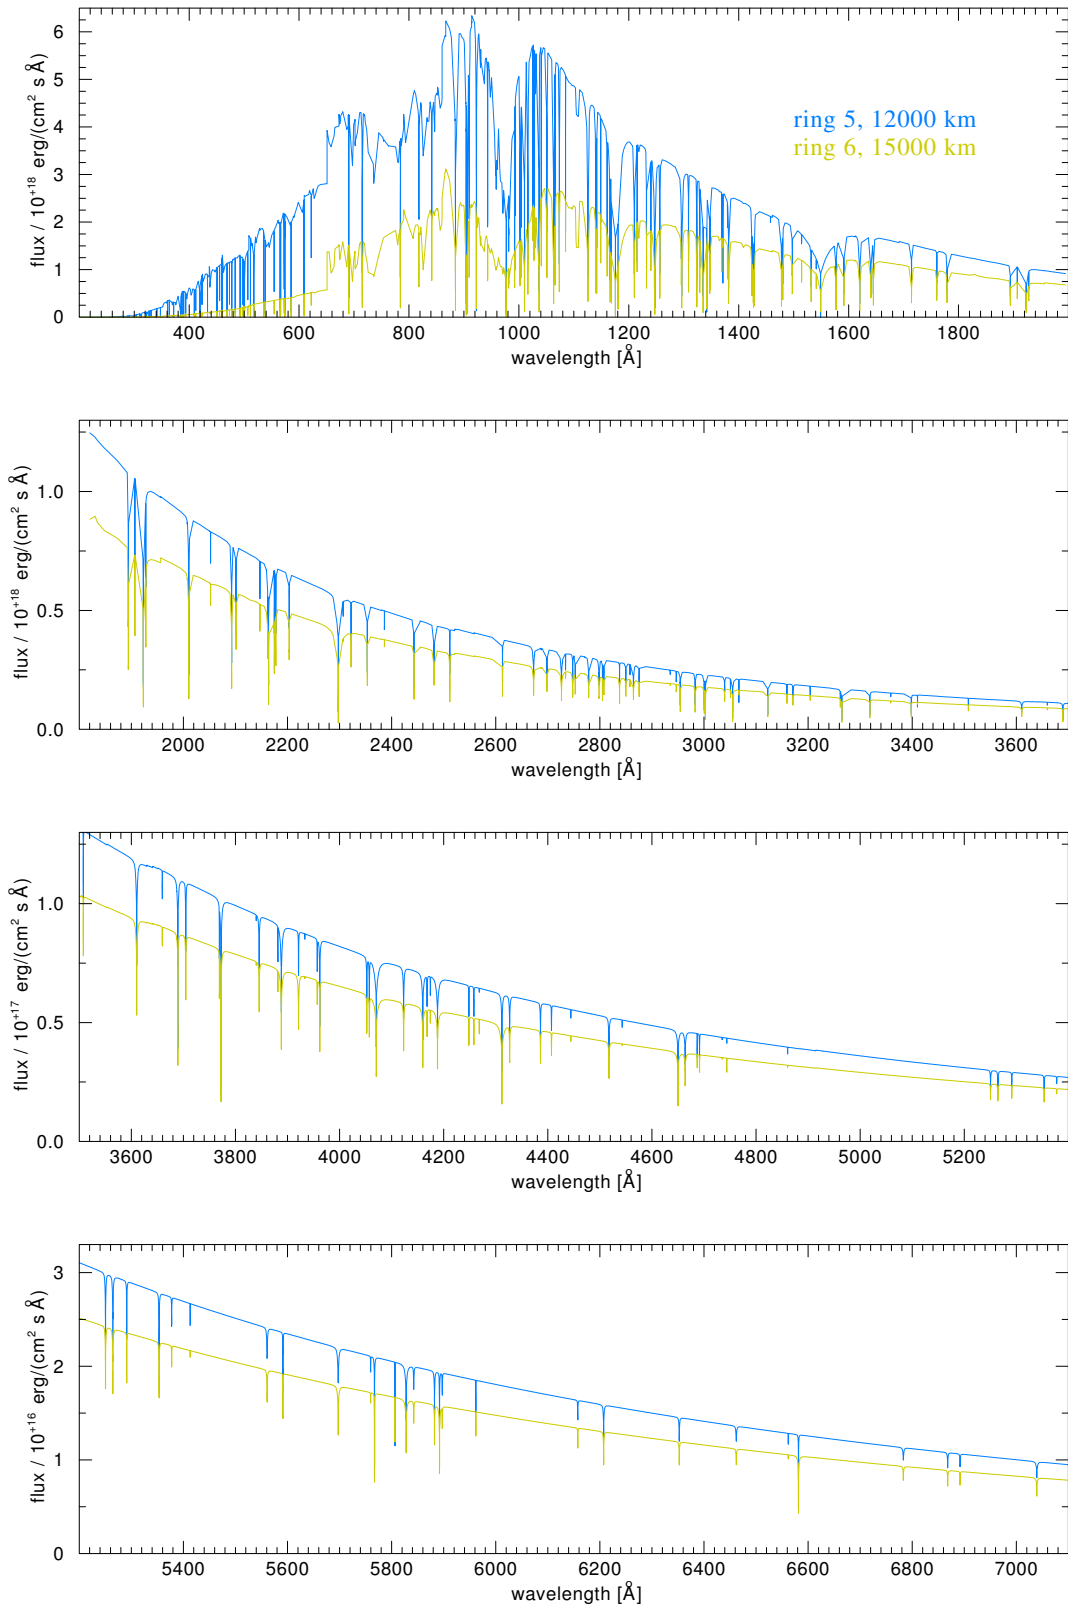 6
5
4
3
2
1
0
flux / 10⁺¹⁸ erg/(cm² s Å)
ring 5, 12000 km
ring 6, 15000 km
400 600 800 1000 1200 1400 1600 1800
wavelength [Å]
1.0
0.5
0.0
flux / 10⁺¹⁸ erg/(cm² s Å)
2000 2200 2400 2600 2800 3000 3200 3400 3600
wavelength [Å]
1.0
0.5
0.0
flux / 10⁺¹⁷ erg/(cm² s Å)
3600 3800 4000 4200 4400 4600 4800 5000 5200
wavelength [Å]
3
2
1
0
flux / 10⁺¹⁶ erg/(cm² s Å)
5400 5600 5800 6000 6200 6400 6600 6800 7000
wavelength [Å]